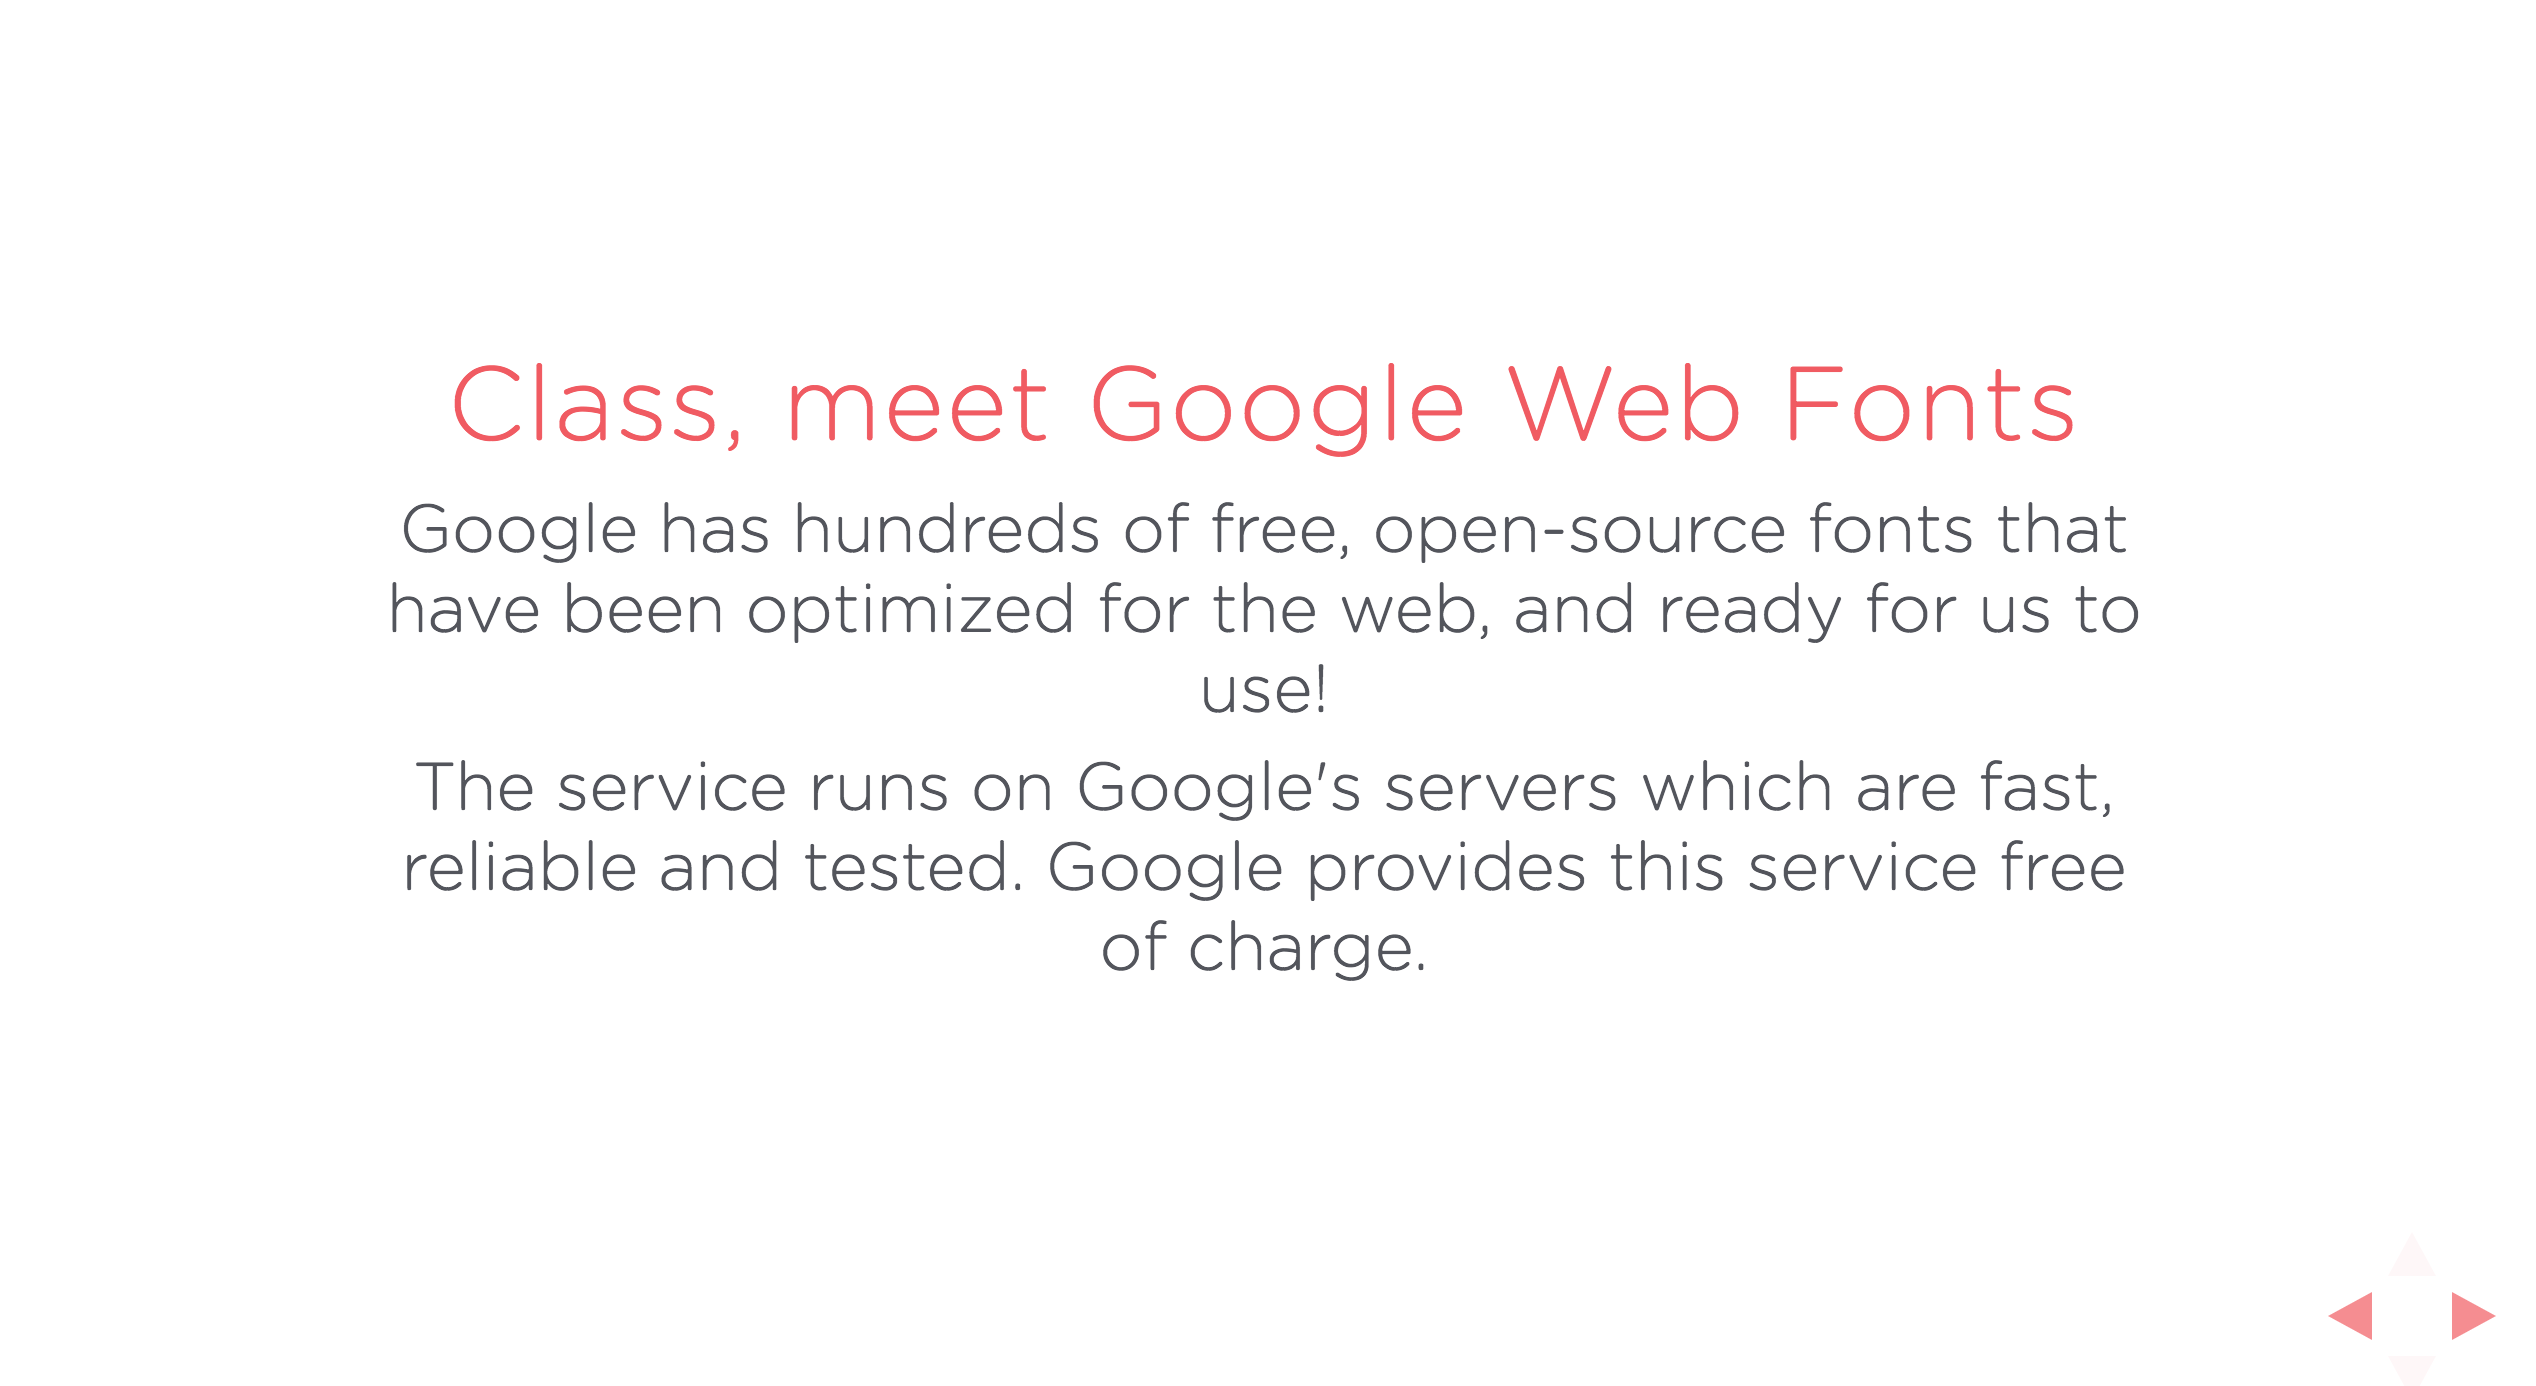 Class, meet Google Web Fonts
Google has hundreds of free, open-source fonts that
have been optimized for the web, and ready for us to
use!
The service runs on Google's servers which are fast,
reliable and tested. Google provides this service free
of charge.